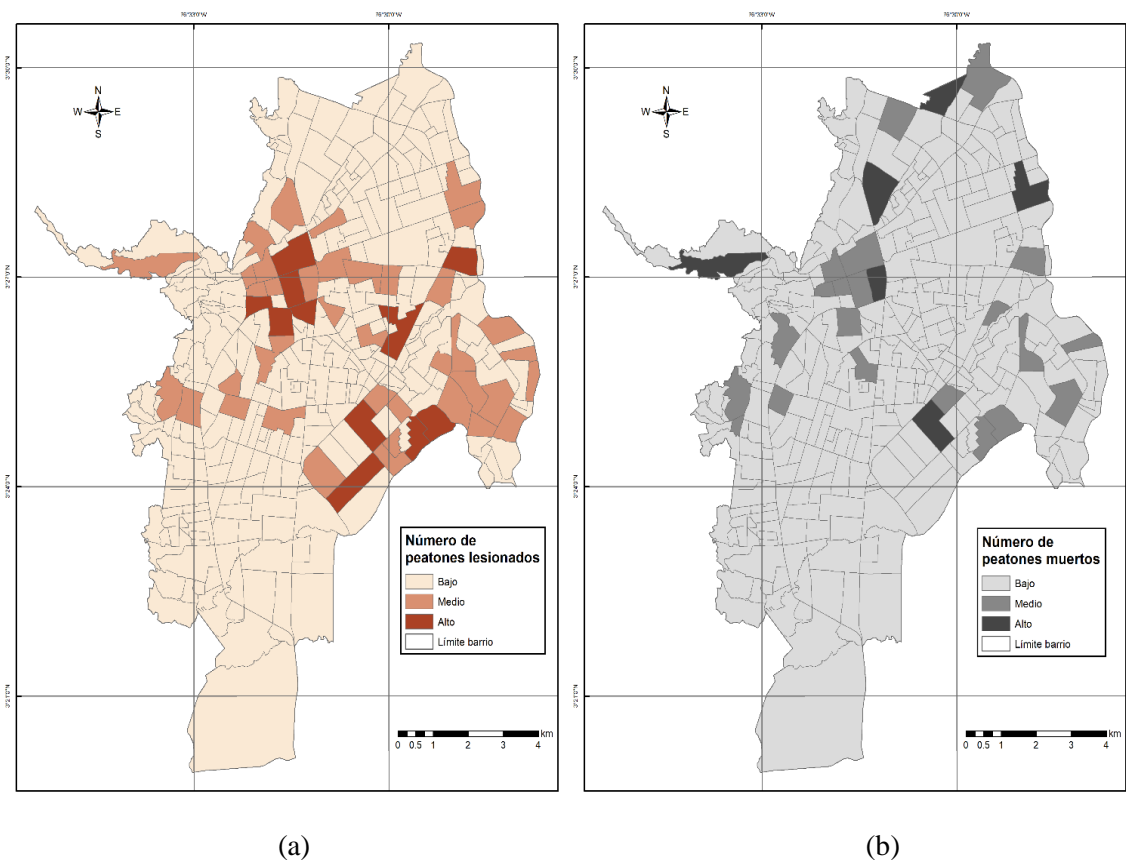 N
W E
S
Número de
peatones lesionados
Bajo
Medio
Alto
Límite barrio
km
0 0.5 1 2 3 4
(a)
N
W E
S
Número de
peatones muertos
Bajo
Medio
Alto
Límite barrio
km
0 0.5 1 2 3 4
(b)